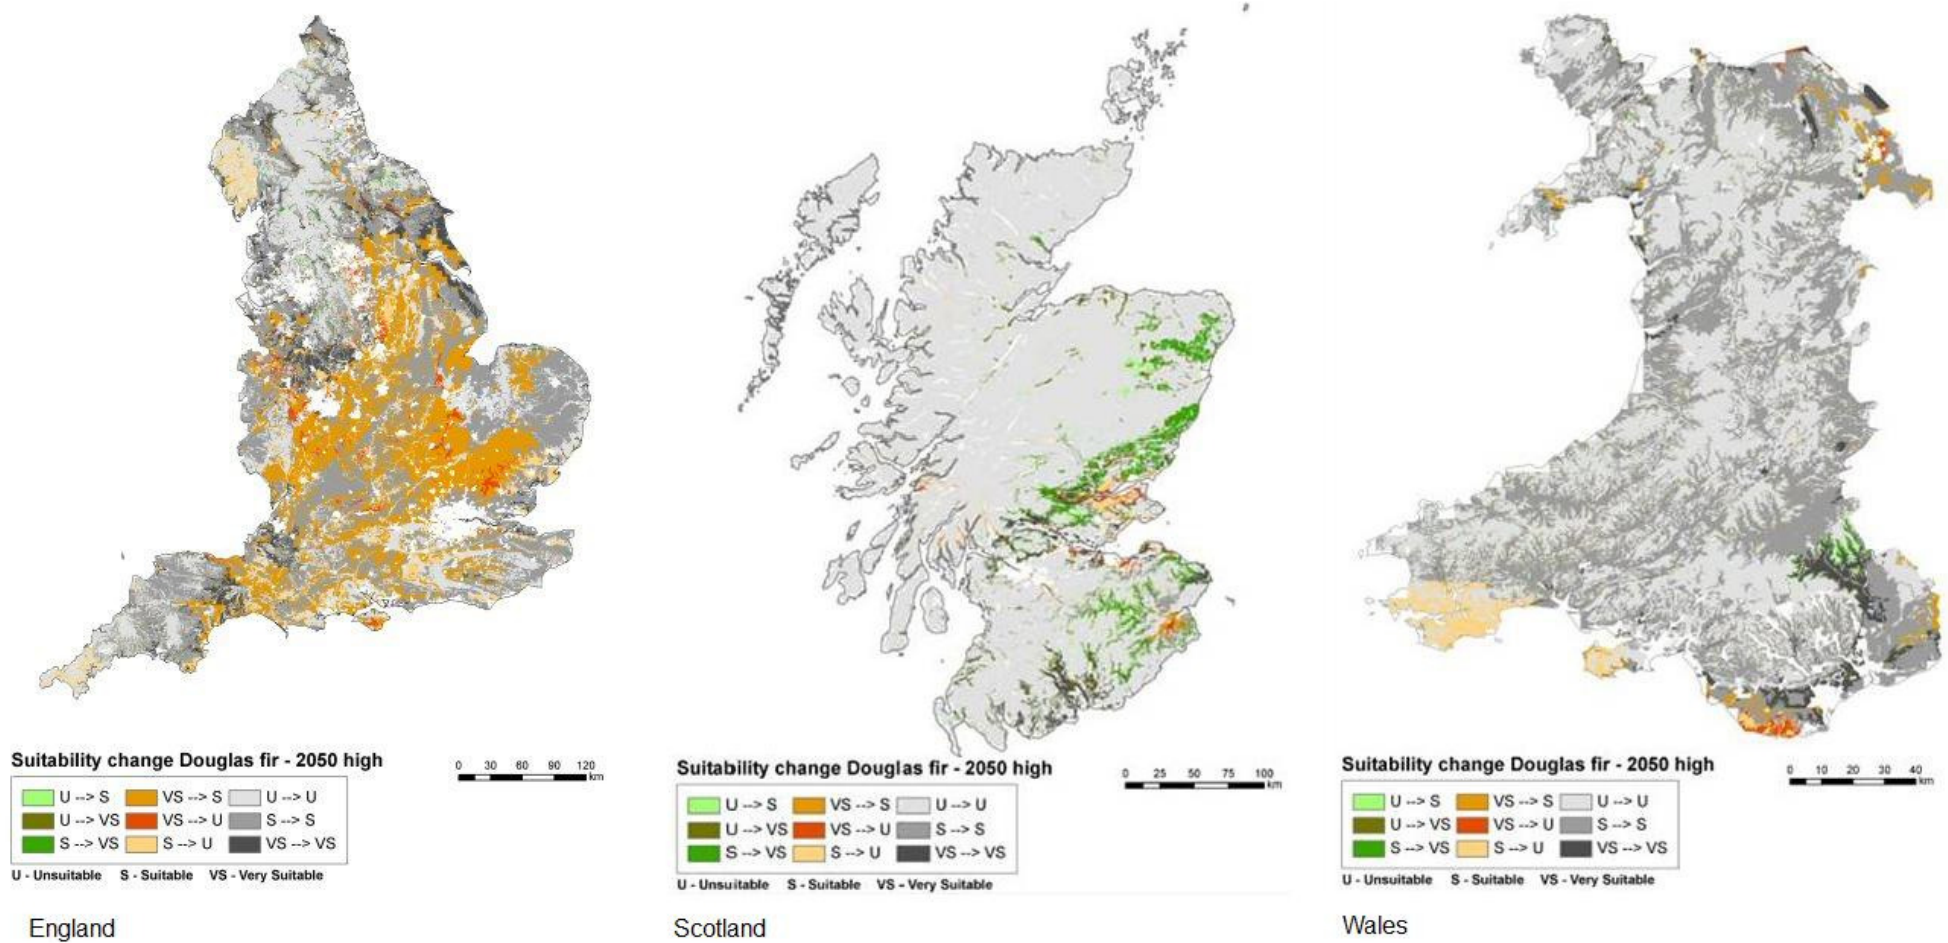 Suitability change Douglas fir - 2050 high
0 30 60 90 120
km
U --> S VS --> S U --> U
U --> VS VS --> U S --> S
S --> VS S --> U VS --> VS
U - Unsuitable S - Suitable VS - Very Suitable
England
Suitability change Douglas fir - 2050 high
0 25 50 75 100
km
U --> S VS --> S U --> U
U --> VS VS --> U S --> S
S --> VS S --> U VS --> VS
U - Unsuitable S - Suitable VS - Very Suitable
Scotland
Suitability change Douglas fir - 2050 high
0 10 20 30 40
km
U --> S VS --> S U --> U
U --> VS VS --> U S --> S
S --> VS S --> U VS --> VS
U - Unsuitable S - Suitable VS - Very Suitable
Wales